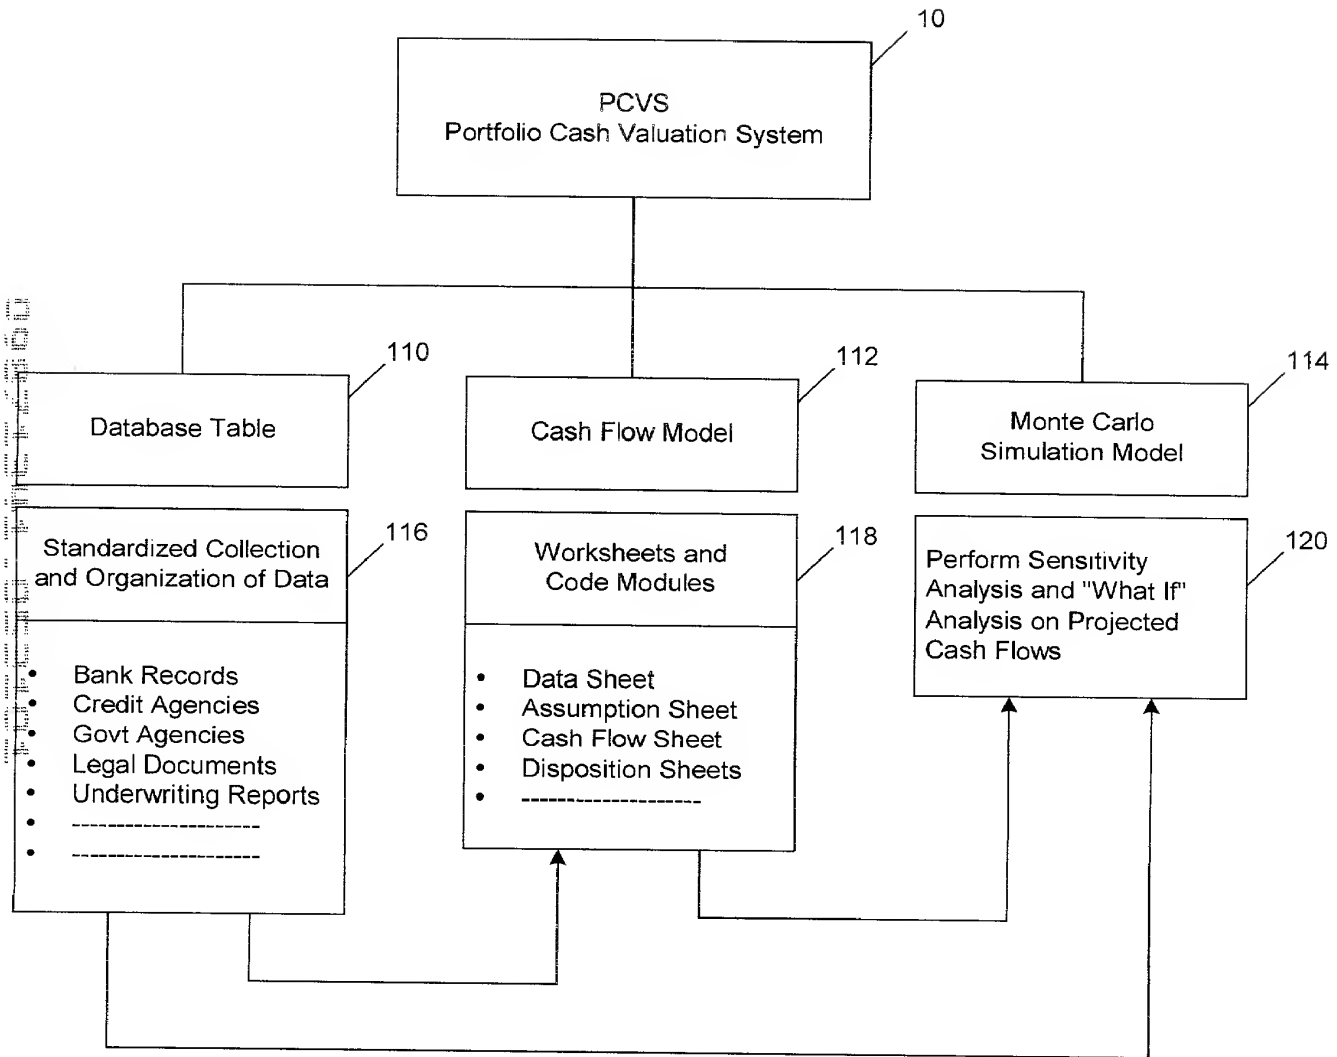 10
PCVS
Portfolio Cash Valuation System
110
112
114
Database Table
Cash Flow Model
Monte Carlo
Simulation Model
116
Standardized Collection
and Organization of Data
• Bank Records
• Credit Agencies
• Govt Agencies
• Legal Documents
• Underwriting Reports
• --------------------
• --------------------
118
Worksheets and
Code Modules
• Data Sheet
• Assumption Sheet
• Cash Flow Sheet
• Disposition Sheets
• ----------------------
120
Perform Sensitivity
Analysis and "What If"
Analysis on Projected
Cash Flows